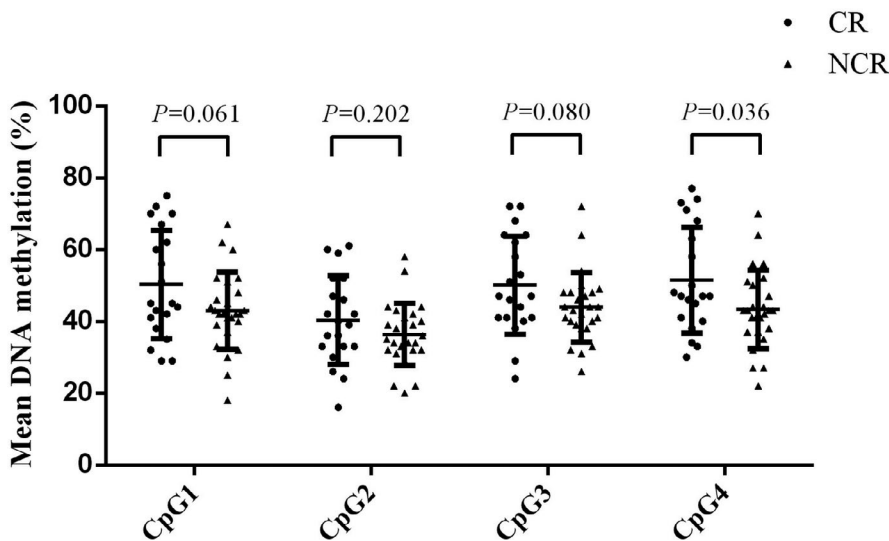 CR
NCR
Mean DNA methylation (%)
100
80
60
40
20
0
P=0.061
P=0.202
P=0.080
P=0.036
CpG1
CpG2
CpG3
CpG4